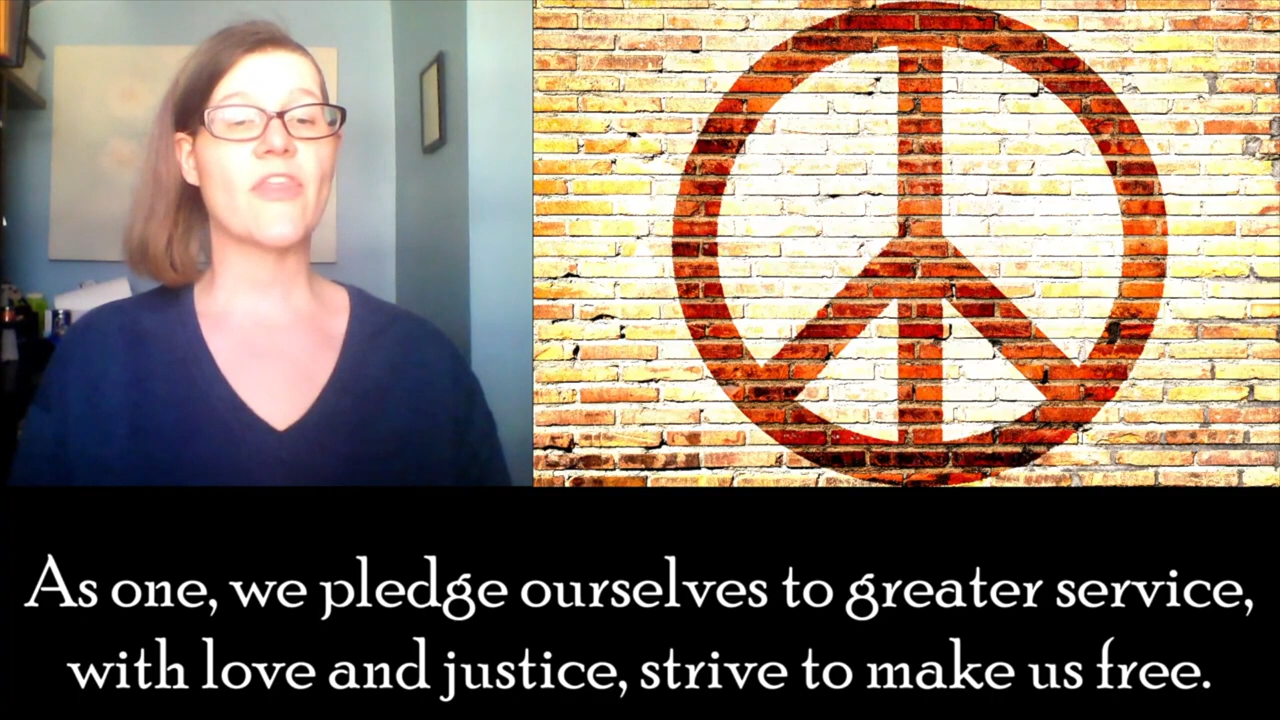 As one, we pledge ourselves to greater service,
with love and justice, strive to make us free.